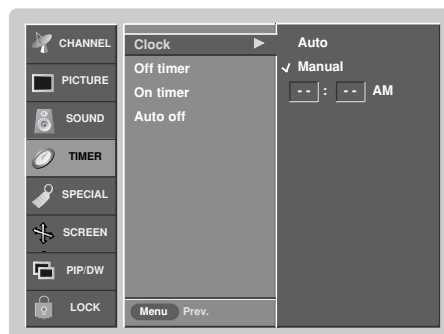 CHANNEL
PICTURE
SOUND
TIMER
SPECIAL
SCREEN
PIP/DW
LOCK
Clock
Off timer
On timer
Auto off
Menu Prev.
Auto
Manual
-- : -- AM